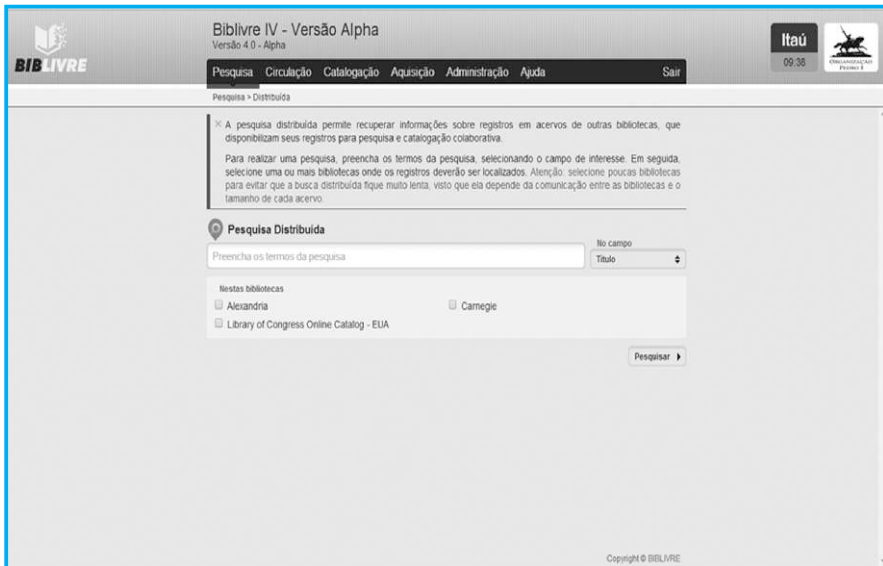 BIBLIVRE
Biblivre IV - Versão Alpha
Versão 4.0 - Alpha
Pesquisa Circulação Catalogação Aquisição Administração Ajuda Sair
Itaú
09:36
ORGANIZAÇÃO
PEDRO I
Pesquisa > Distribuída
× A pesquisa distribuída permite recuperar informações sobre registros em acervos de outras bibliotecas, que
disponibilizam seus registros para pesquisa e catalogação colaborativa.
Para realizar uma pesquisa, preencha os termos da pesquisa, selecionando o campo de interesse. Em seguida,
selecione uma ou mais bibliotecas onde os registros deverão ser localizados. Atenção: selecione poucas bibliotecas
para evitar que a busca distribuída fique muito lenta, visto que ela depende da comunicação entre as bibliotecas e o
tamanho de cada acervo.
Pesquisa Distribuída
No campo
Preencha os termos da pesquisa
Título
Nestas bibliotecas
Alexandria
Carnegie
Library of Congress Online Catalog - EUA
Pesquisar
Copyright © BIBLIVRE